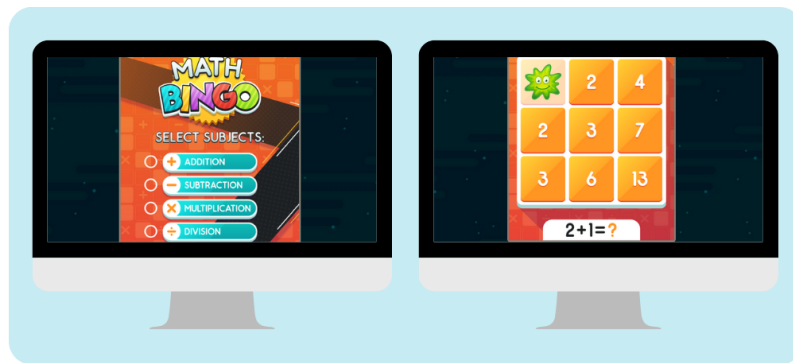 MATH
BINGO
SELECT SUBJECTS:
+ ADDITION
− SUBTRACTION
× MULTIPLICATION
÷ DIVISION
2 4
2 3 7
3 6 13
2+1=?